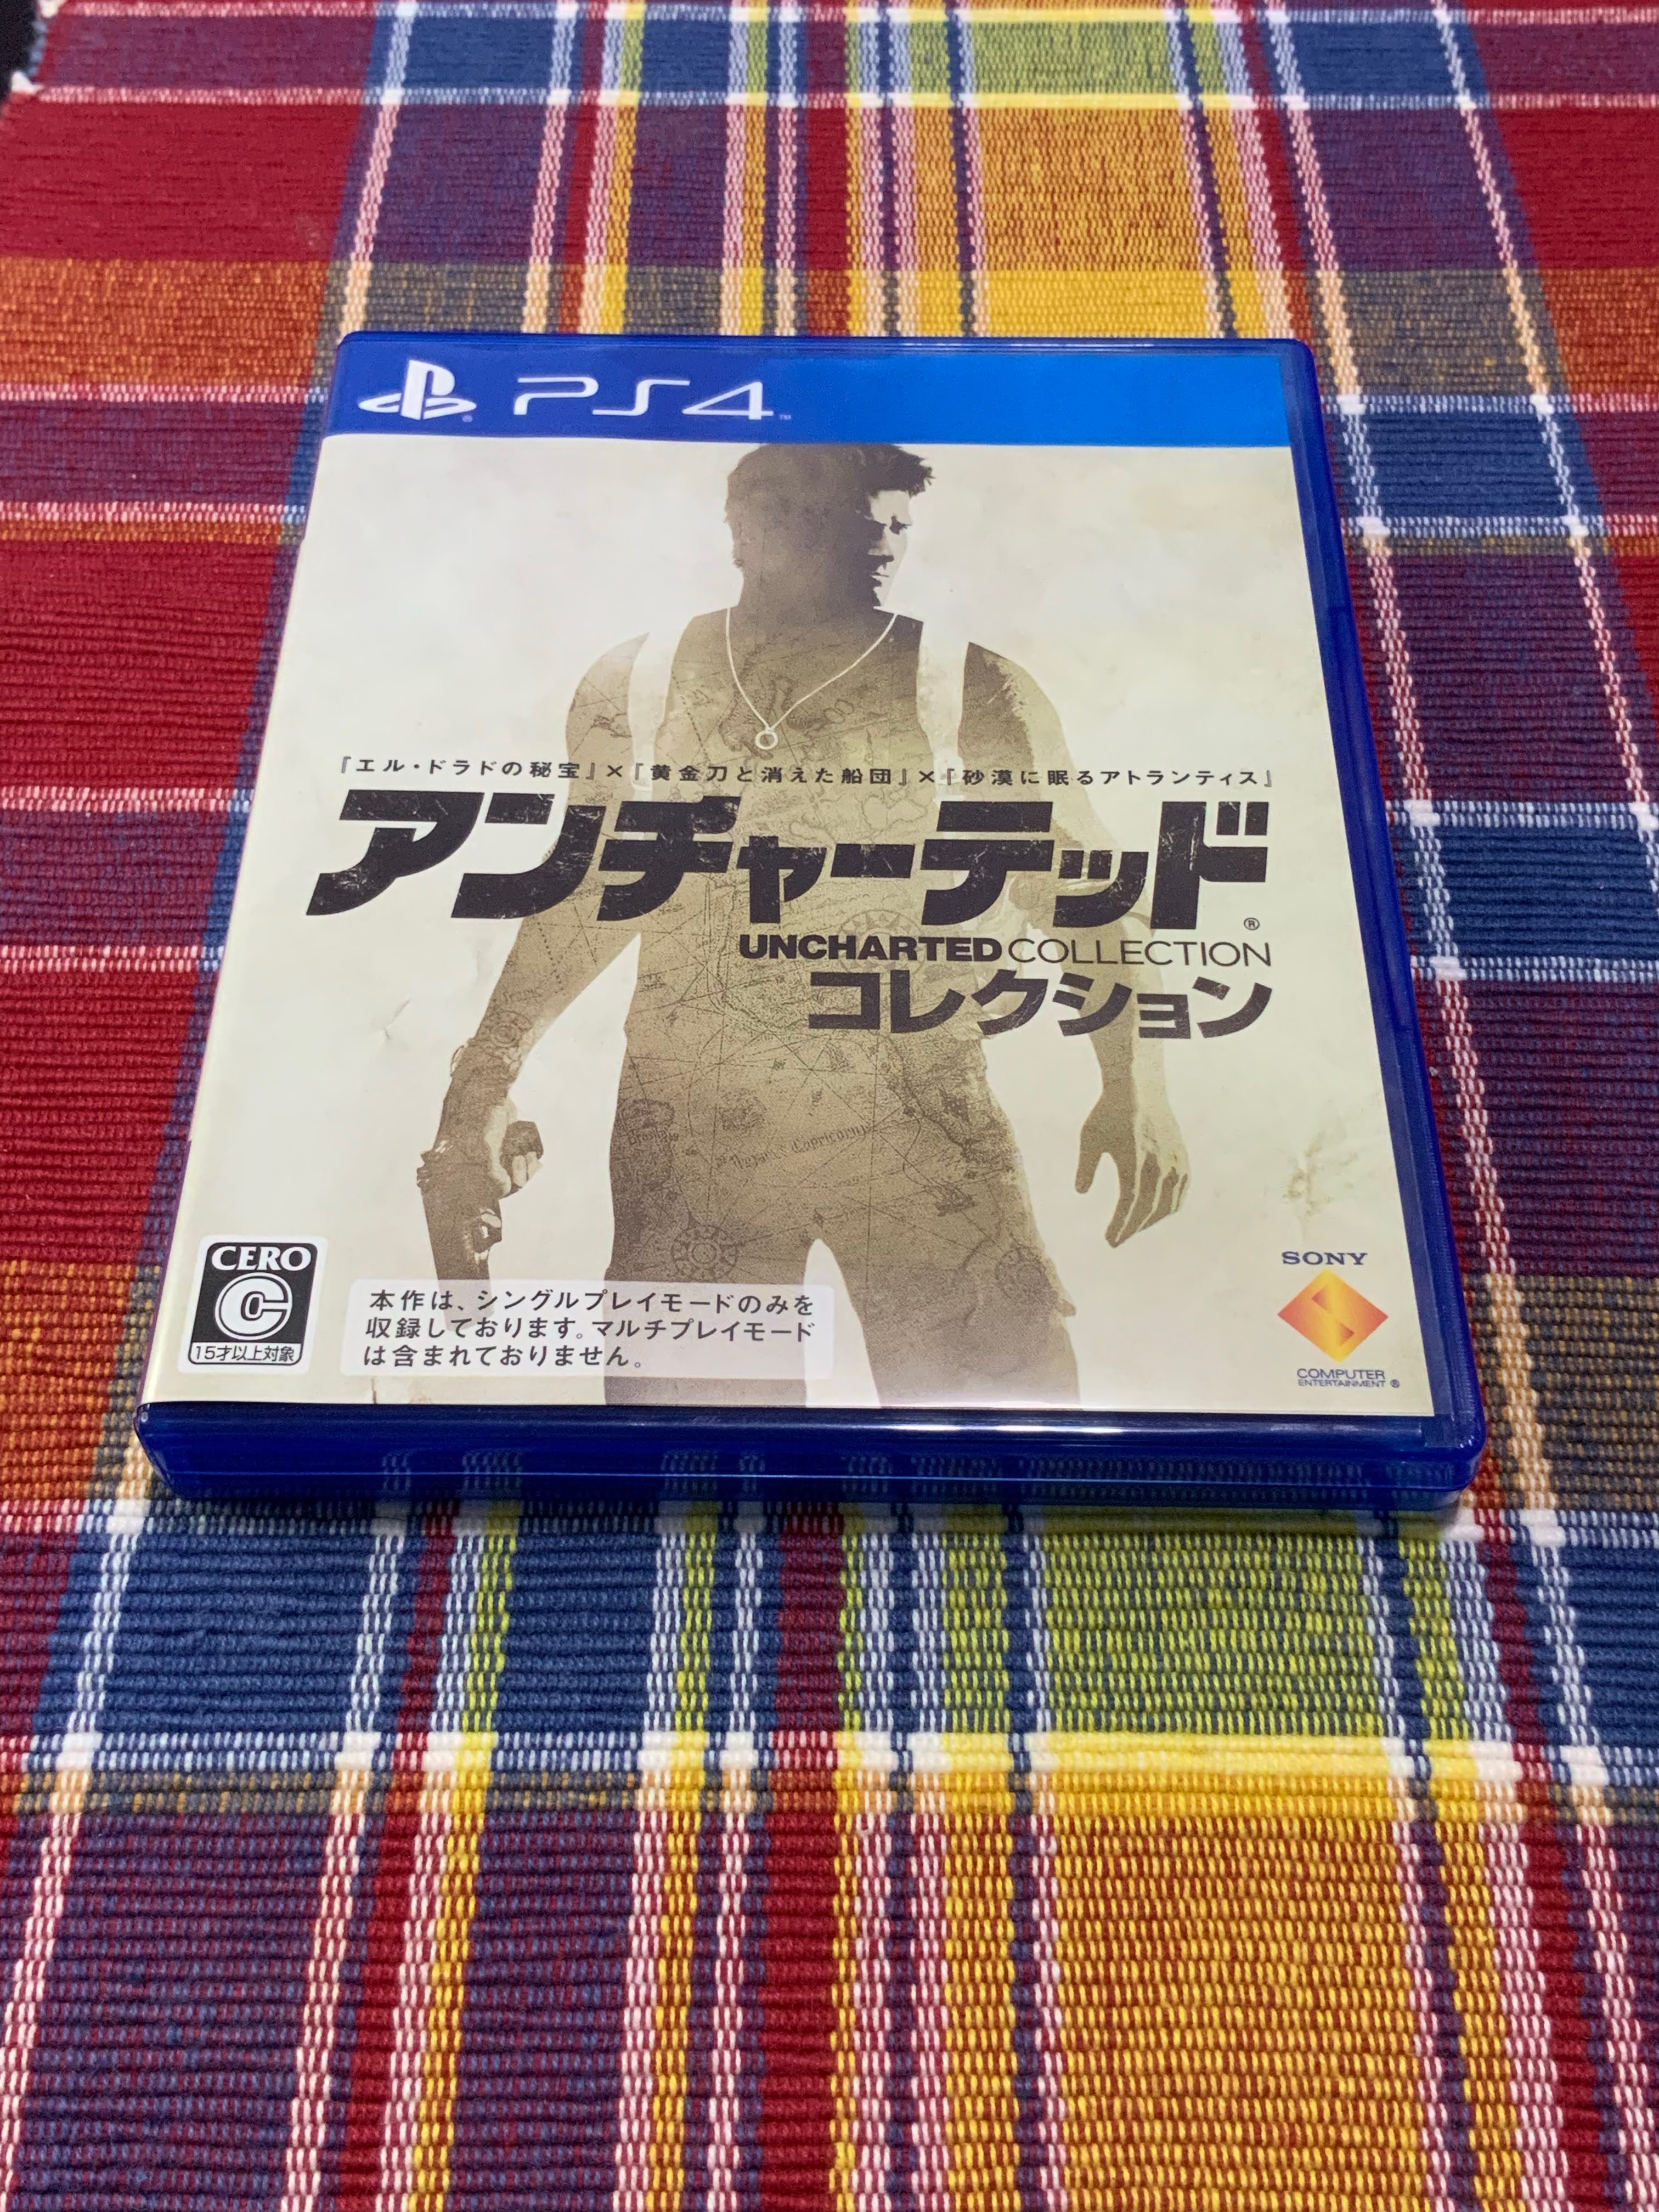 PS4™
『エル・ドラドの秘宝』×『黄金刀と消えた船団』×『砂漠に眠るアトランティス』
アンチャーテッド®
UNCHARTED COLLECTION
コレクション
Capricorn
CERO
C
15才以上対象
本作は、シングルプレイモードのみを
収録しております。マルチプレイモード
は含まれておりません。
SONY
COMPUTER
ENTERTAINMENT®